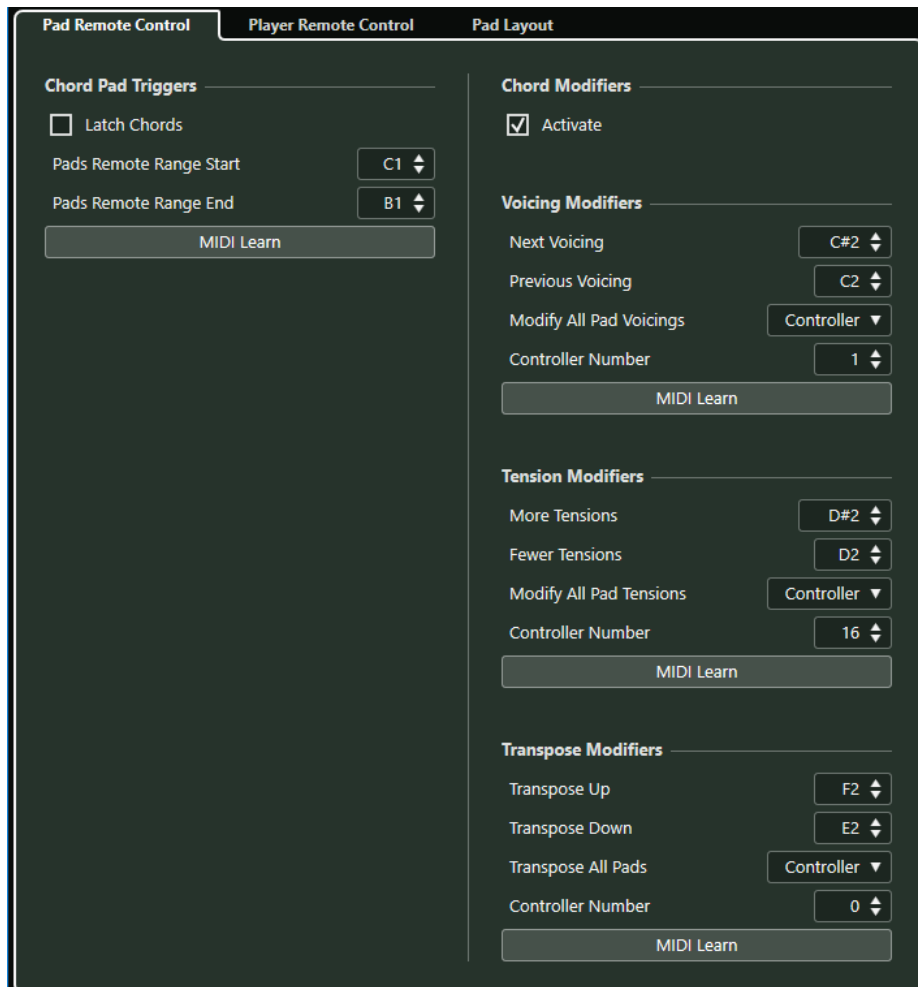 Pad Remote Control Player Remote Control Pad Layout
Chord Pad Triggers
Latch Chords
Pads Remote Range Start C1
Pads Remote Range End B1
MIDI Learn
Chord Modifiers
Activate
Voicing Modifiers
Next Voicing C#2
Previous Voicing C2
Modify All Pad Voicings Controller
Controller Number 1
MIDI Learn
Tension Modifiers
More Tensions D#2
Fewer Tensions D2
Modify All Pad Tensions Controller
Controller Number 16
MIDI Learn
Transpose Modifiers
Transpose Up F2
Transpose Down E2
Transpose All Pads Controller
Controller Number 0
MIDI Learn